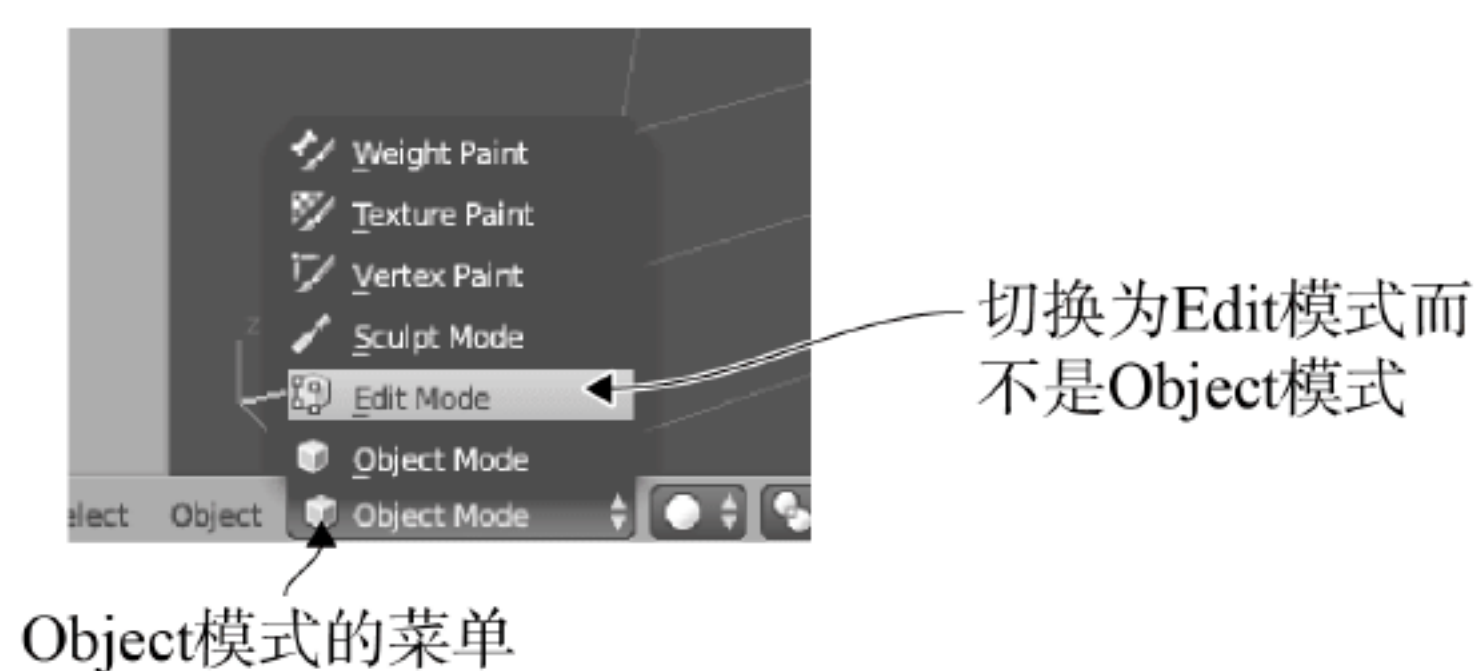 Weight Paint
Texture Paint
Vertex Paint
Sculpt Mode
Edit Mode
Object Mode
elect Object Object Mode
z
切换为Edit模式而
不是Object模式
Object模式的菜单